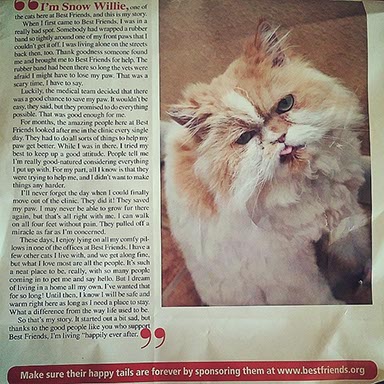 "I'm Snow Willie, one of
the cats here at Best Friends, and this is my story.
When I first came to Best Friends, I was in a
really bad spot. Somebody had wrapped a rubber
band so tightly around one of my front paws that I
couldn't get it off. I was living alone on the streets
back then, too. Thank goodness someone found
me and brought me to Best Friends for help. The
rubber band had been there so long the vets were
afraid I might have to lose my paw. That was a
scary time, I have to say.
Luckily, the medical team decided that there
was a good chance to save my paw. It wouldn't be
easy, they said, but they promised to do everything
possible. That was good enough for me.
For months, the amazing people here at Best
Friends looked after me in the clinic every single
day. They had to do all sorts of things to help my
paw get better. While I was in there, I tried my
best to keep up a good attitude. People tell me
I'm really good-natured considering everything
I put up with. For my part, all I know is that they
were trying to help me, and I didn't want to make
things any harder.
I'll never forget the day when I could finally
move out of the clinic. They did it! They saved
my paw. I may never be able to grow fur there
again, but that's all right with me. I can walk
on all four feet without pain. They pulled off a
miracle as far as I'm concerned.
These days, I enjoy lying on all my comfy pil-
lows in one of the offices at Best Friends. I have a
few other cats I live with, and we get along fine,
but what I love most are all the people. It's such
a neat place to be, really, with so many people
coming in to pet me and say hello. But I dream
of living in a home all my own. I've wanted that
for so long! Until then, I know I will be safe and
warm right here as long as I need a place to stay.
What a difference from the way life used to be.
So that's my story. It started out a bit sad, but
thanks to the good people like you who support
Best Friends, I'm living "happily ever after."
Make sure their happy tails are forever by sponsoring them at www.bestfriends.org